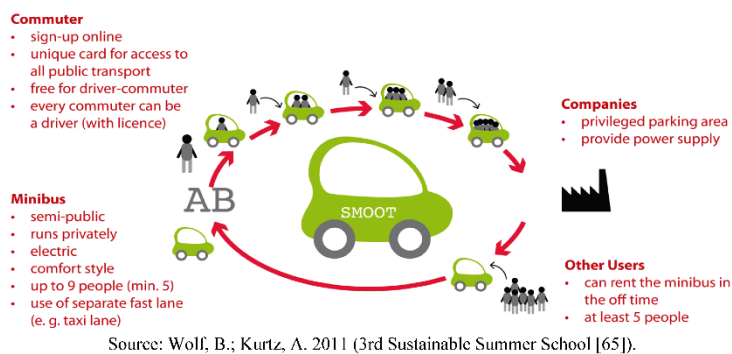 Commuter
• sign-up online
• unique card for access to
all public transport
• free for driver-commuter
• every commuter can be
a driver (with licence)
Companies
• privileged parking area
• provide power supply
Minibus
• semi-public
• runs privately
• electric
• comfort style
• up to 9 people (min. 5)
• use of separate fast lane
(e. g. taxi lane)
AB
SMOOT
Other Users
• can rent the minibus in
the off time
• at least 5 people
Source: Wolf, B.; Kurtz, A. 2011 (3rd Sustainable Summer School [65]).